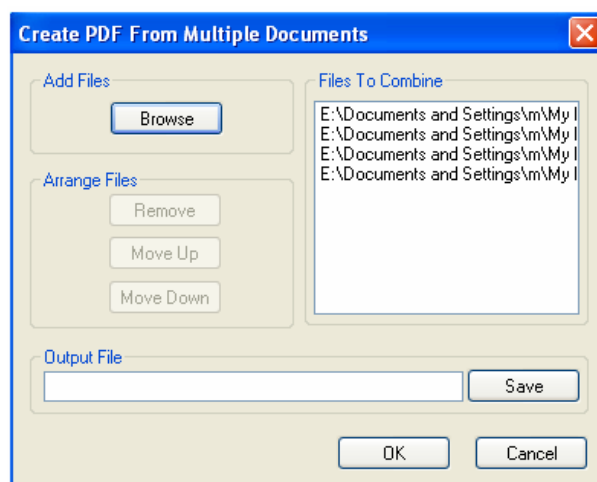 Create PDF From Multiple Documents
Add Files
Browse
Files To Combine
E:\Documents and Settings\m\My
E:\Documents and Settings\m\My
E:\Documents and Settings\m\My
E:\Documents and Settings\m\My
Arrange Files
Remove
Move Up
Move Down
Output File
Save
OK
Cancel